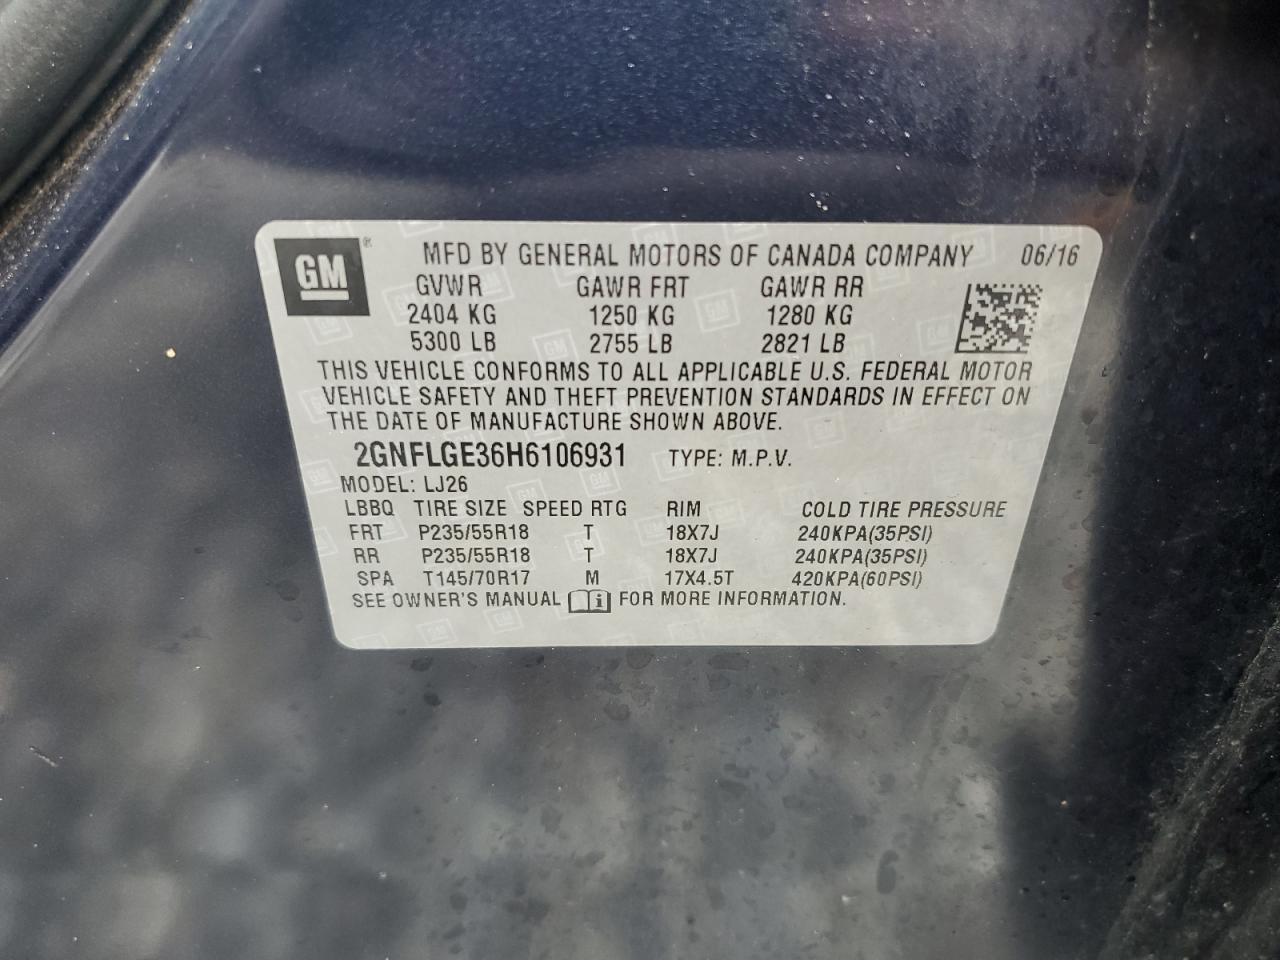 GM ® MFD BY GENERAL MOTORS OF CANADA COMPANY 06/16
GVWR GAWR FRT GAWR RR
2404 KG 1250 KG 1280 KG
5300 LB 2755 LB 2821 LB
THIS VEHICLE CONFORMS TO ALL APPLICABLE U.S. FEDERAL MOTOR
VEHICLE SAFETY AND THEFT PREVENTION STANDARDS IN EFFECT ON
THE DATE OF MANUFACTURE SHOWN ABOVE.
2GNFLGE36H6106931 TYPE: M.P.V.
MODEL: LJ26
LBBQ TIRE SIZE SPEED RTG RIM COLD TIRE PRESSURE
FRT P235/55R18 T 18X7J 240KPA(35PSI)
RR P235/55R18 T 18X7J 240KPA(35PSI)
SPA T145/70R17 M 17X4.5T 420KPA(60PSI)
SEE OWNER'S MANUAL i FOR MORE INFORMATION.